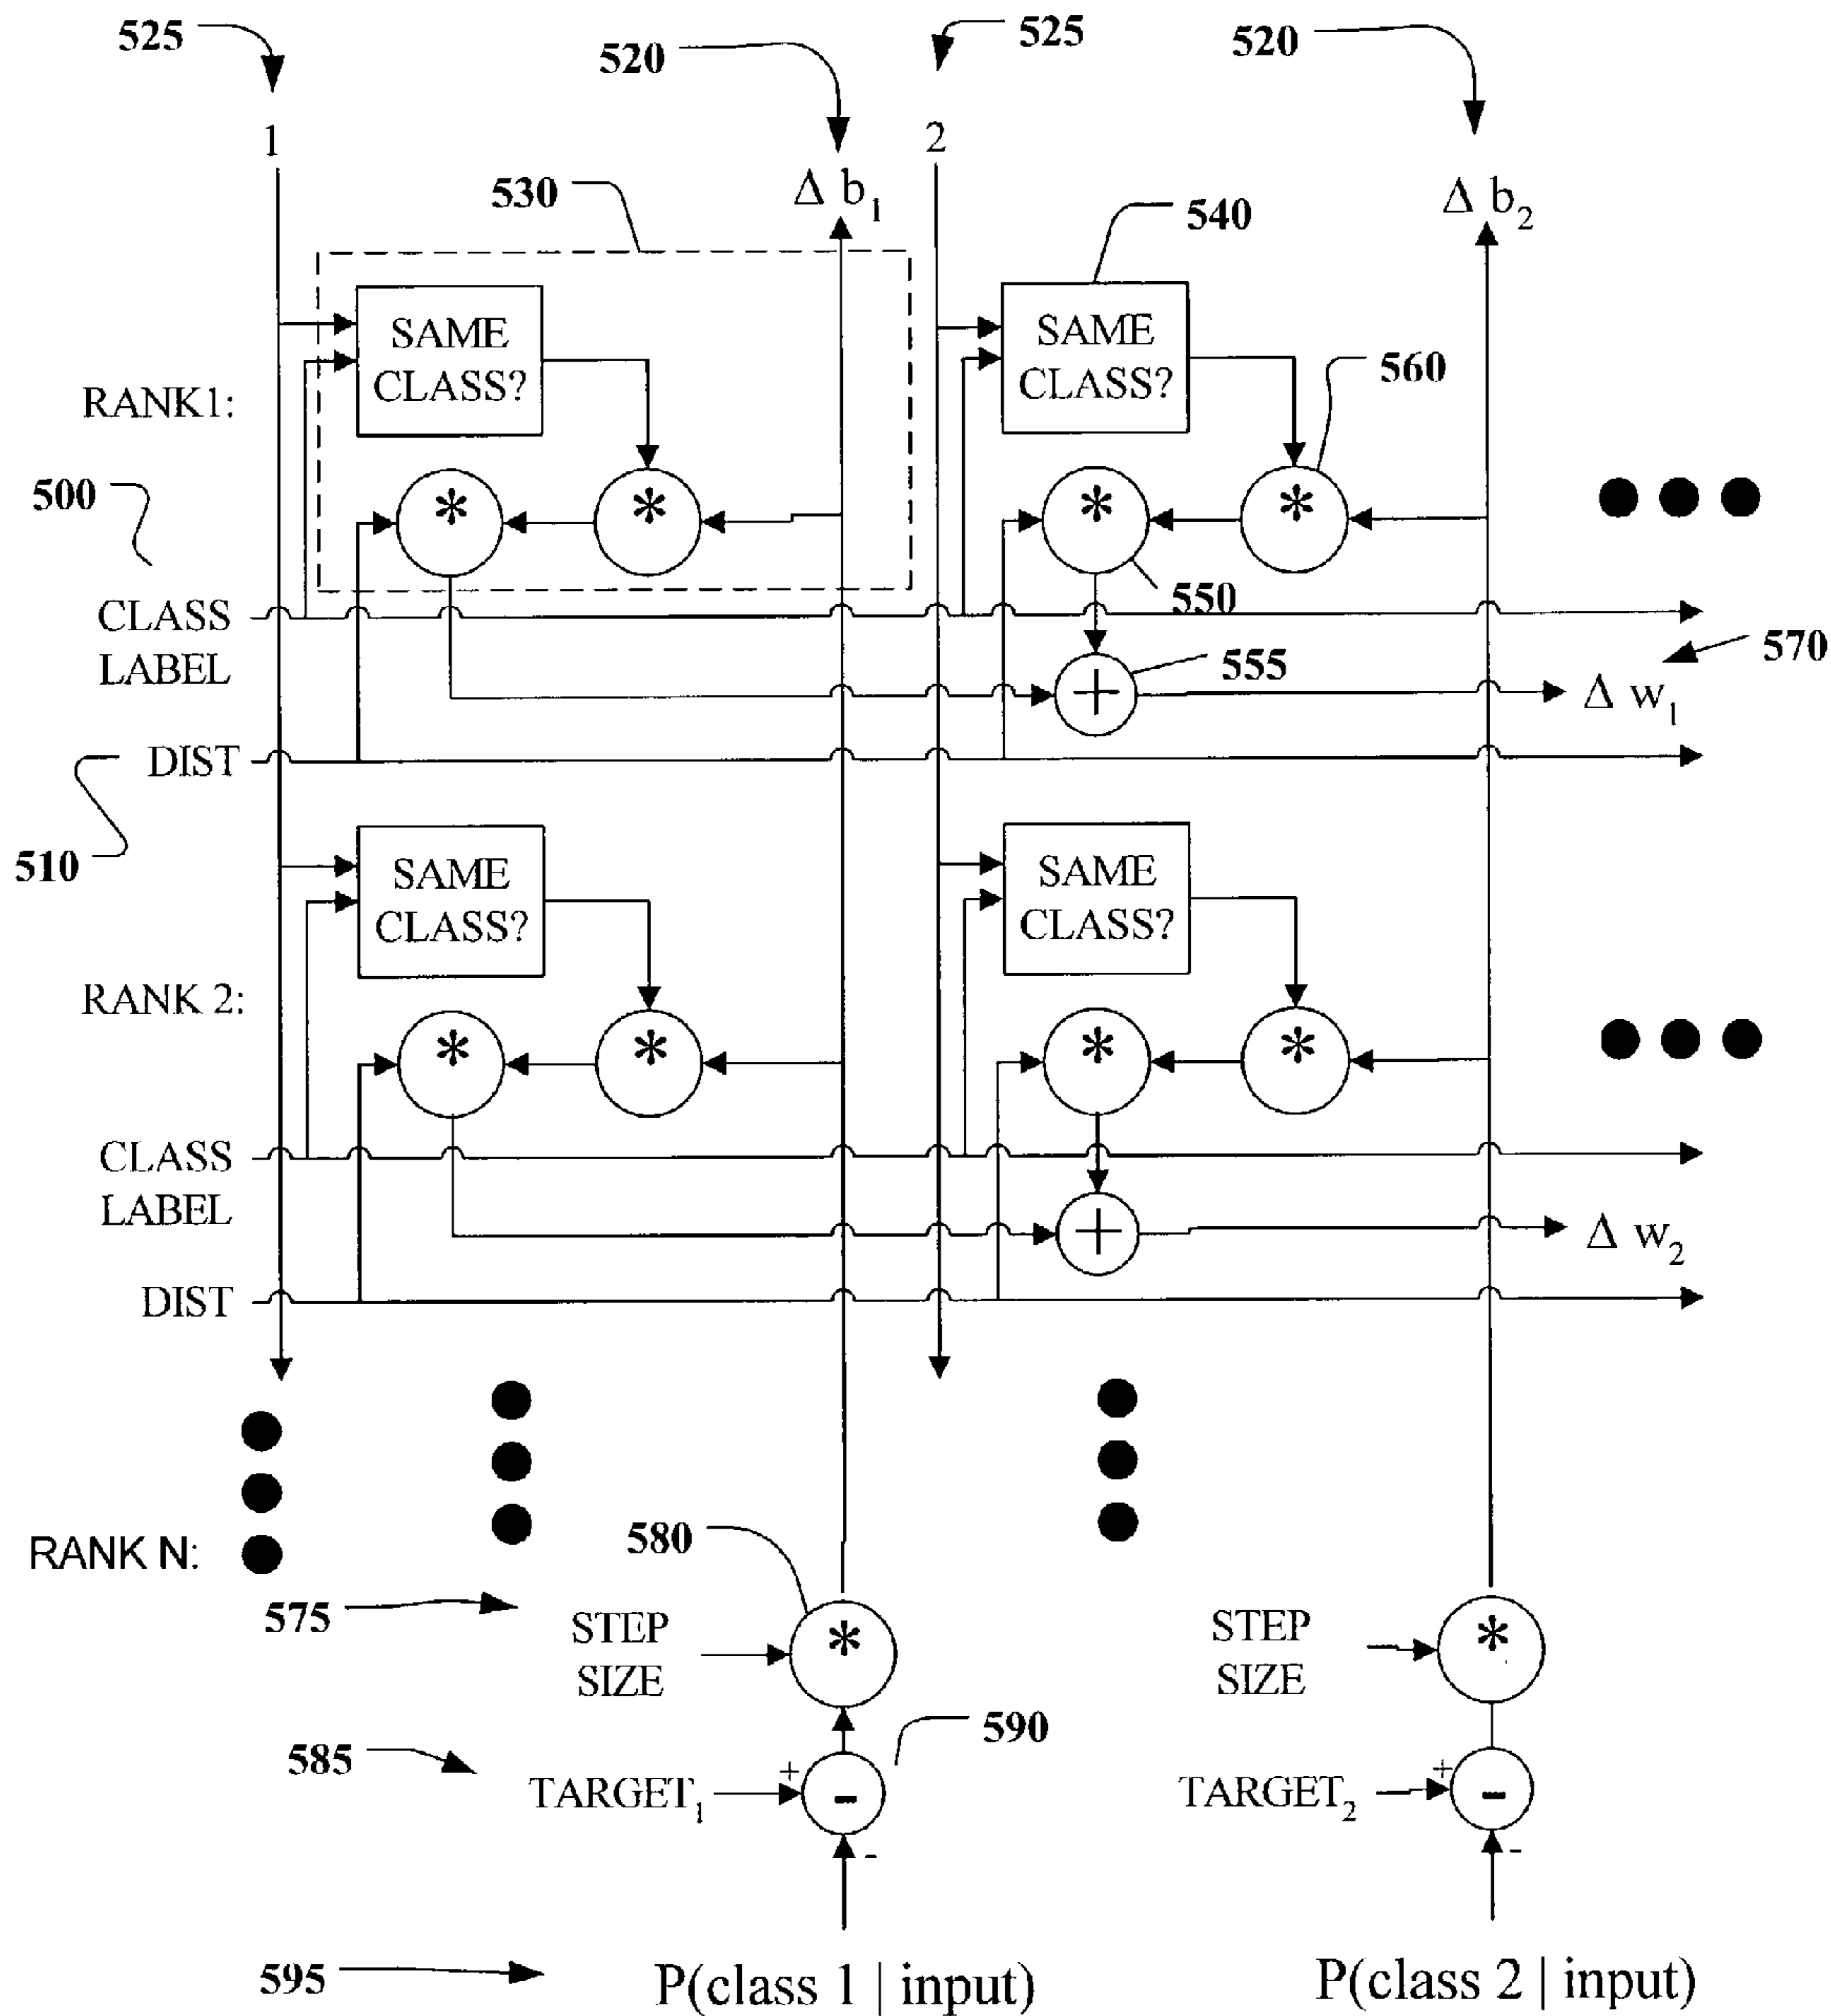 525
520
525
520
1
2
Δ b₁
Δ b₂
530
540
SAME
CLASS?
SAME
CLASS?
560
RANK1:
*
*
*
*
500
550
CLASS
LABEL
570
555
+
Δ w₁
DIST
510
SAME
CLASS?
SAME
CLASS?
RANK 2:
*
*
*
*
CLASS
LABEL
+
Δ w₂
DIST
RANK N:
580
575
STEP
SIZE
*
STEP
SIZE
*
590
585
TARGET₁
+
-
-
TARGET₂
+
-
-
595
P(class 1 | input)
P(class 2 | input)